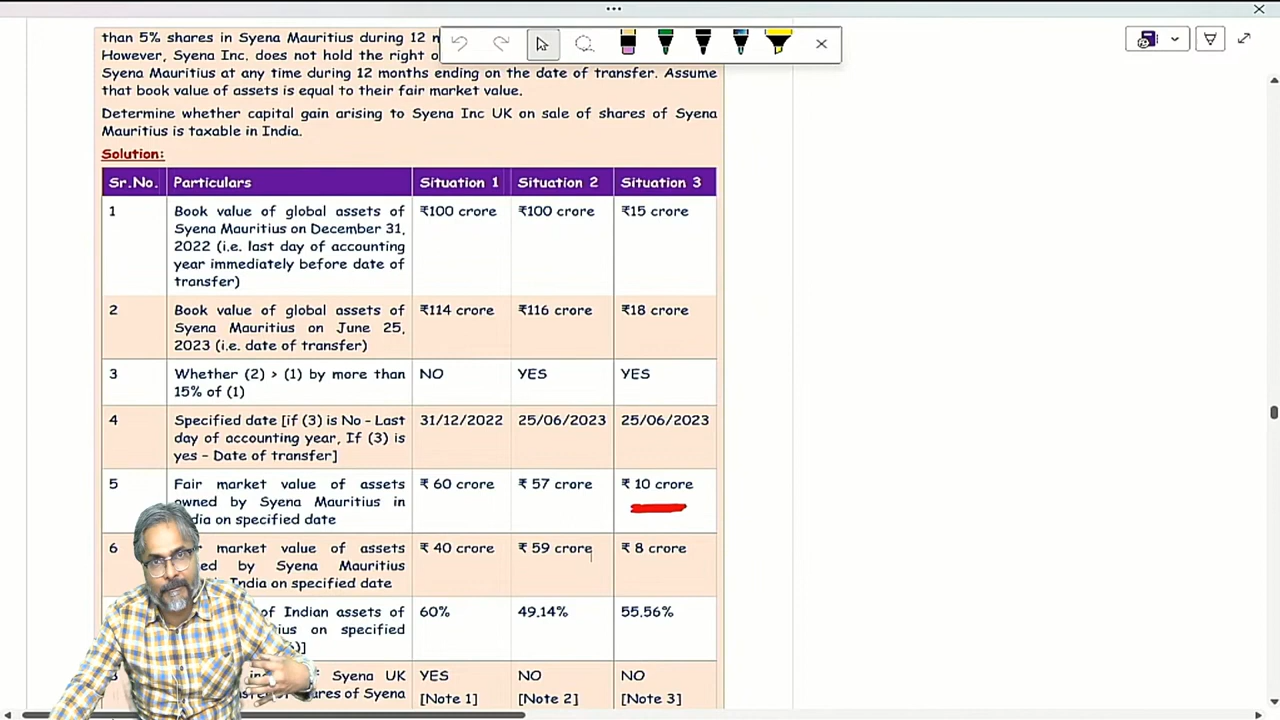 than 5% shares in Syena Mauritius during 12
However, Syena Inc. does not hold the right
Syena Mauritius at any time during 12 months ending on the date of transfer. Assume
that book value of assets is equal to their fair market value.
Determine whether capital gain arising to Syena Inc UK on sale of shares of Syena
Mauritius is taxable in India.
Solution:
Sr.No. Particulars Situation 1 Situation 2 Situation 3
1 Book value of global assets of ₹100 crore ₹100 crore ₹15 crore
Syena Mauritius on December 31,
2022 (i.e. last day of accounting
year immediately before date of
transfer)
2 Book value of global assets of ₹114 crore ₹116 crore ₹18 crore
Syena Mauritius on June 25,
2023 (i.e. date of transfer)
3 Whether (2) > (1) by more than NO YES YES
15% of (1)
4 Specified date [if (3) is No – Last 31/12/2022 25/06/2023 25/06/2023
day of accounting year, If (3) is
yes – Date of transfer]
5 Fair market value of assets ₹ 60 crore ₹ 57 crore ₹ 10 crore
owned by Syena Mauritius in
on specified date
6 market value of assets ₹ 40 crore ₹ 59 crore ₹ 8 crore
by Syena Mauritius
India on specified date
of Indian assets of 60% 49.14% 55.56%
on specified
of Syena UK YES NO NO
of Syena [Note 1] [Note 2] [Note 3]